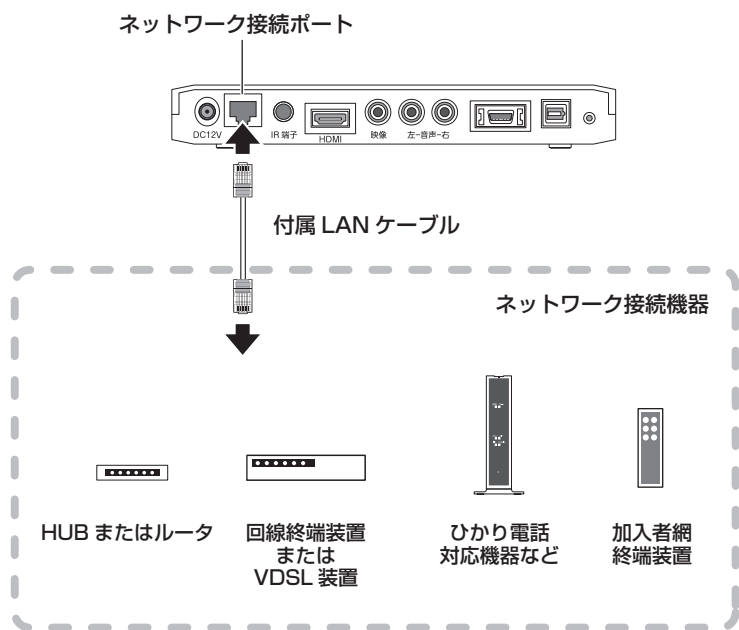 ネットワーク接続ポート
DC12V
IR 端子
HDMI
映像
左-音声-右
付属 LAN ケーブル
ネットワーク接続機器
HUB またはルータ
回線終端装置
または
VDSL 装置
ひかり電話
対応機器など
加入者網
終端装置